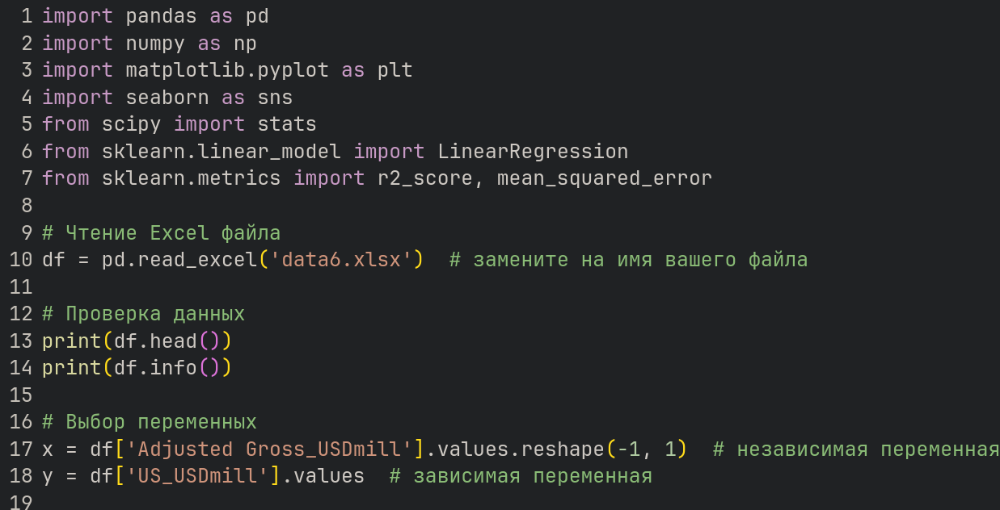 1 import pandas as pd
2 import numpy as np
3 import matplotlib.pyplot as plt
4 import seaborn as sns
5 from scipy import stats
6 from sklearn.linear_model import LinearRegression
7 from sklearn.metrics import r2_score, mean_squared_error
8
9 # Чтение Excel файла
10 df = pd.read_excel('data6.xlsx')  # замените на имя вашего файла
11
12 # Проверка данных
13 print(df.head())
14 print(df.info())
15
16 # Выбор переменных
17 x = df['Adjusted Gross_USDmill'].values.reshape(-1, 1)  # независимая переменная
18 y = df['US_USDmill'].values  # зависимая переменная
19